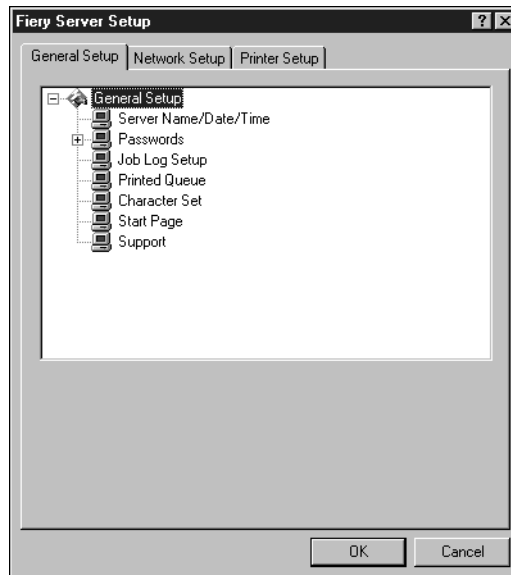 Fiery Server Setup
General Setup Network Setup Printer Setup
General Setup
Server Name/Date/Time
Passwords
Job Log Setup
Printed Queue
Character Set
Start Page
Support
OK Cancel